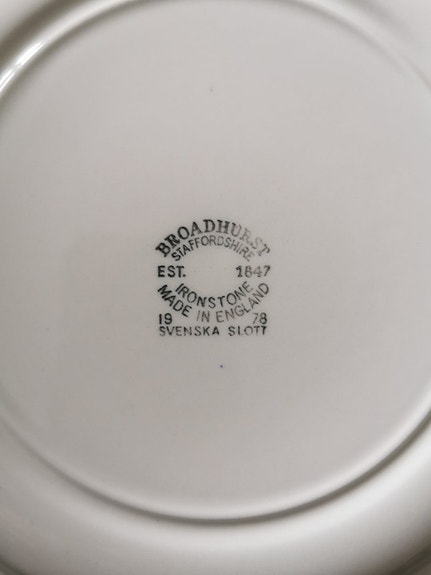 BROADHURST
STAFFORDSHIRE
EST. 1847
IRONSTONE
MADE IN ENGLAND
19 78
SVENSKA SLOTT